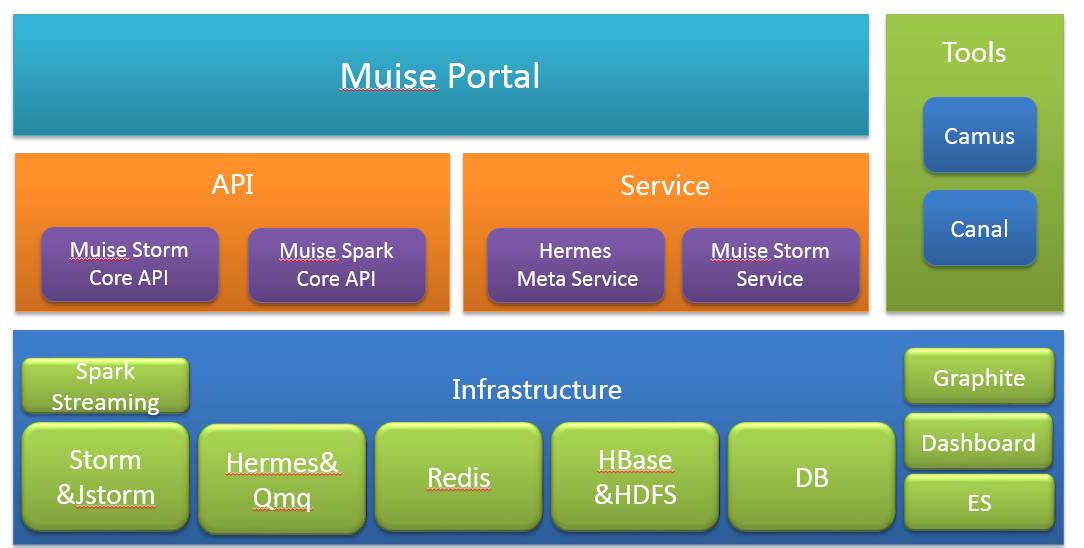 Muise Portal
Tools
Camus
Canal
API
Muise Storm
Core API
Muise Spark
Core API
Service
Hermes
Meta Service
Muise Storm
Service
Infrastructure
Spark
Streaming
Storm
&Jstorm
Hermes&
Qmq
Redis
HBase
&HDFS
DB
Graphite
Dashboard
ES